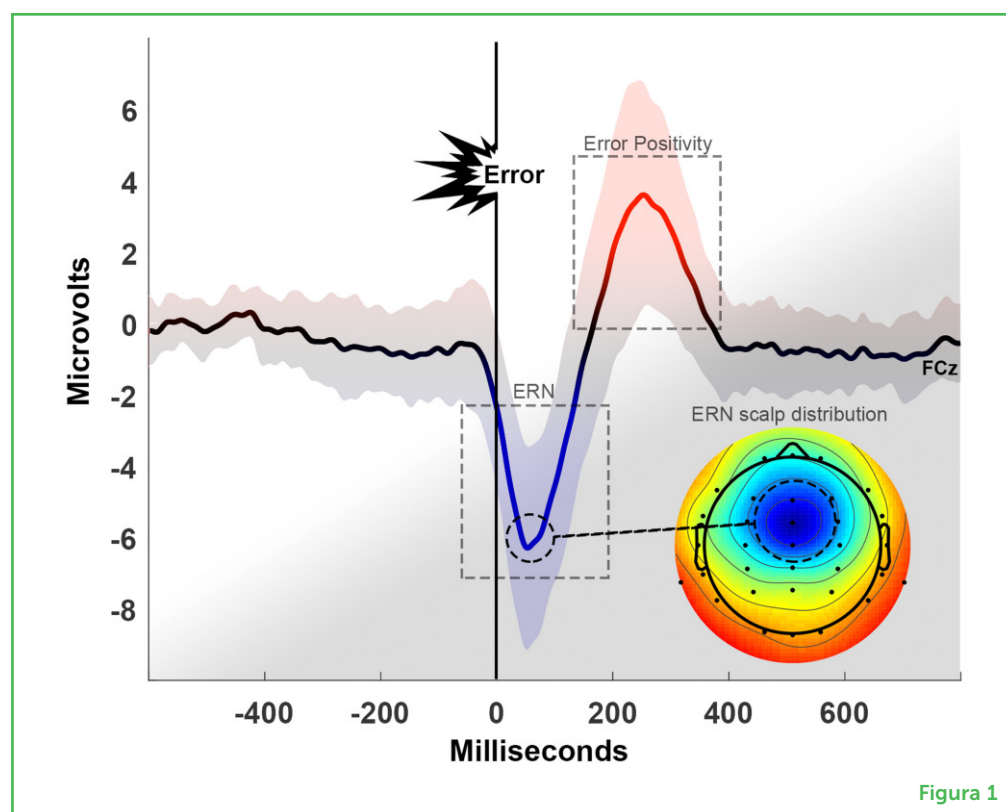 6
4
2
0
-2
-4
-6
-8
Microvolts
Error
Error Positivity
ERN
FCz
ERN scalp distribution
-400 -200 0 200 400 600
Milliseconds
Figura 1